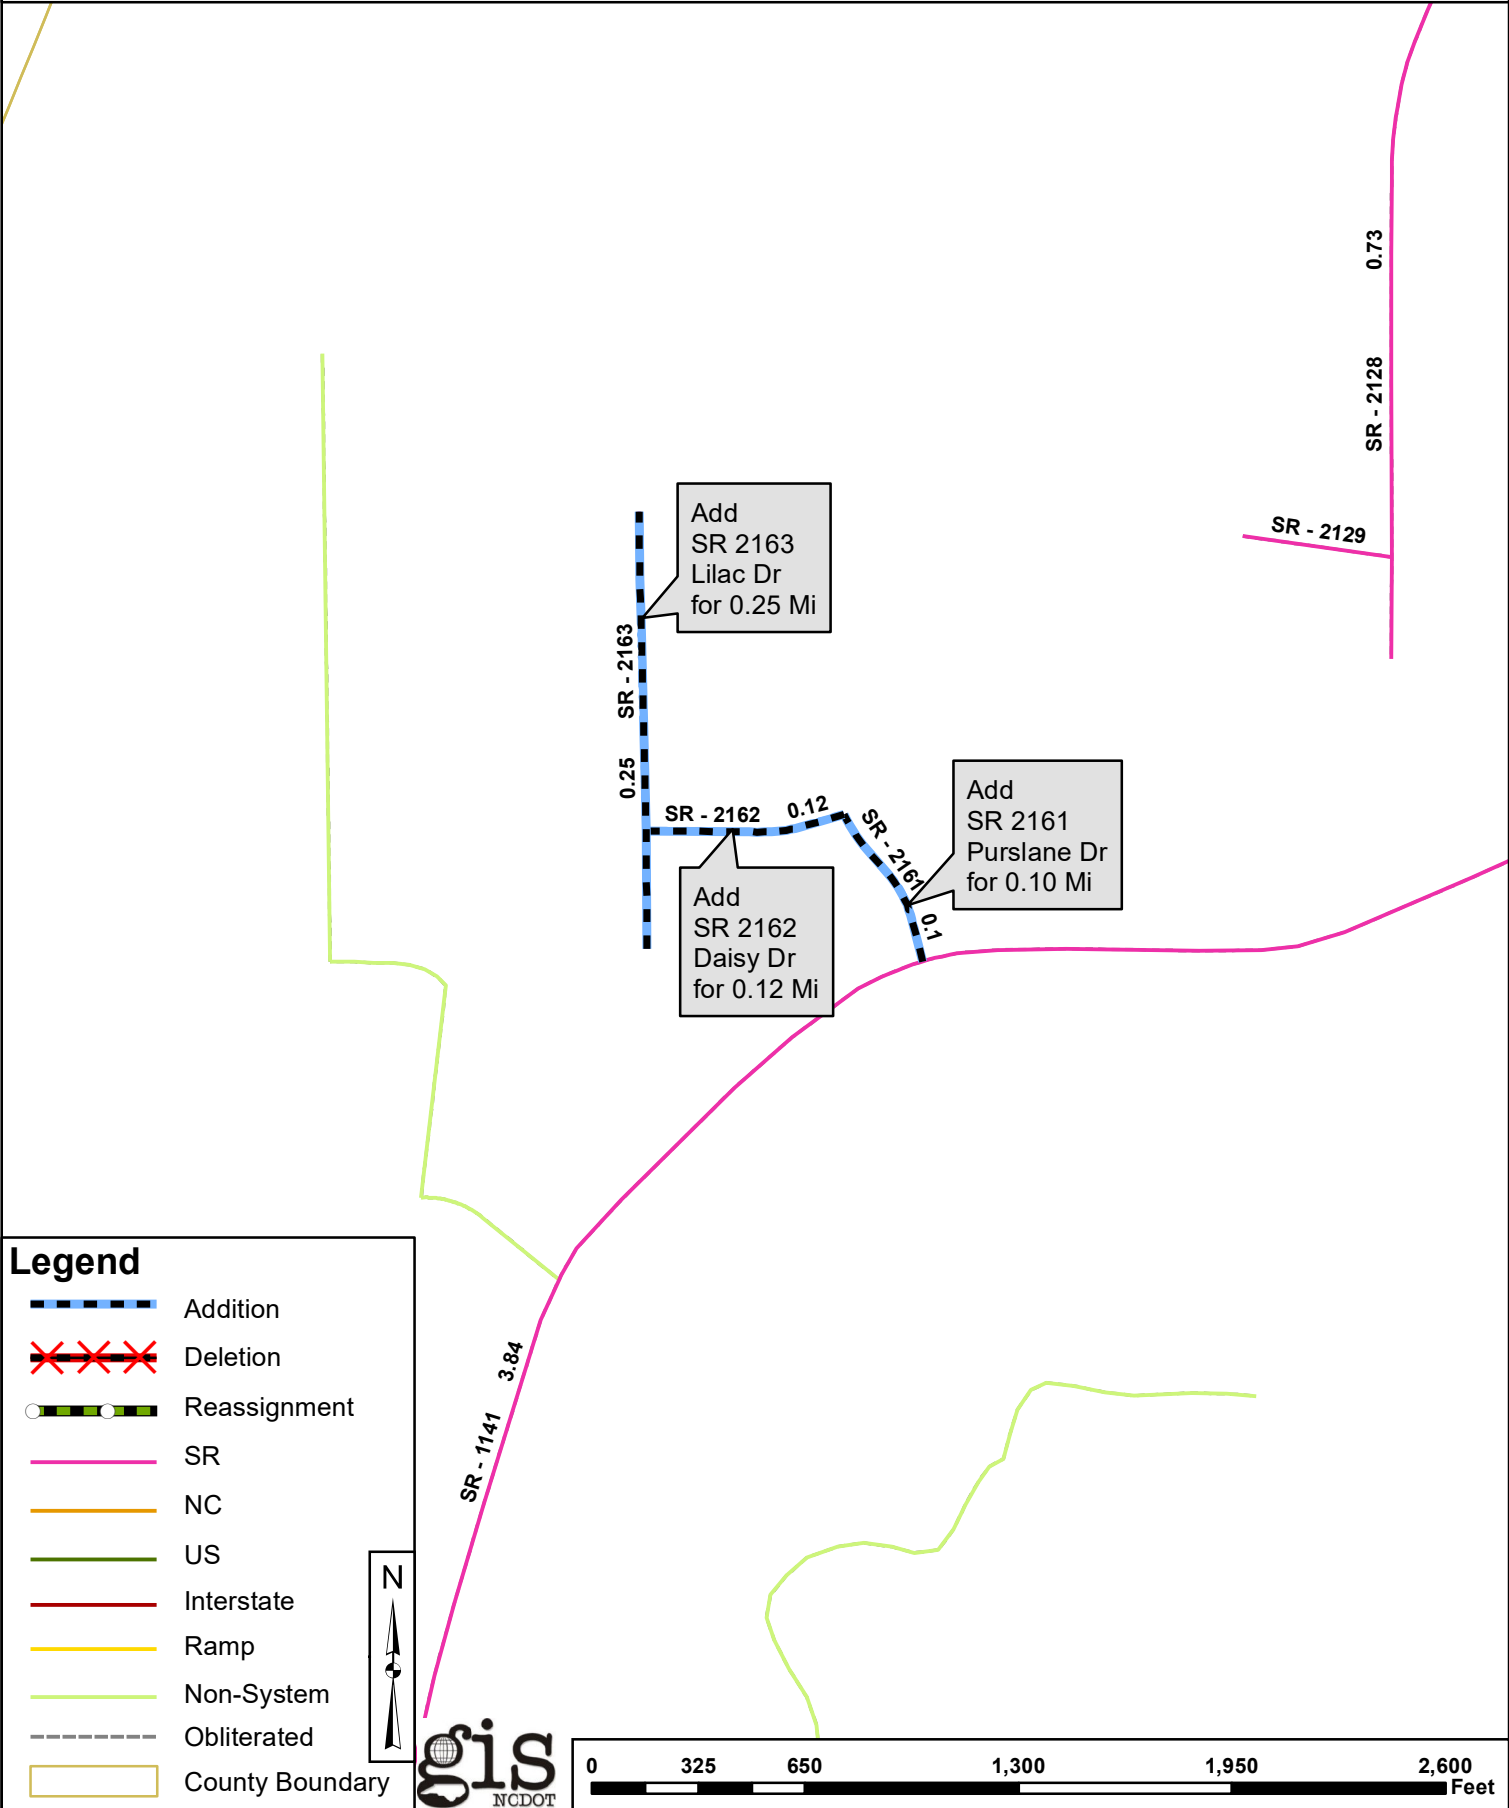 0.73
SR - 2128
SR - 2129
Add
SR 2163
Lilac Dr
for 0.25 Mi
SR - 2163
0.25
SR - 2162
0.12
SR - 2161
0.1
Add
SR 2161
Purslane Dr
for 0.10 Mi
Add
SR 2162
Daisy Dr
for 0.12 Mi
3.84
SR - 1141
Legend
Addition
Deletion
Reassignment
SR
NC
US
Interstate
Ramp
Non-System
Obliterated
County Boundary
N
gis
NCDOT
0 325 650 1,300 1,950 2,600
Feet